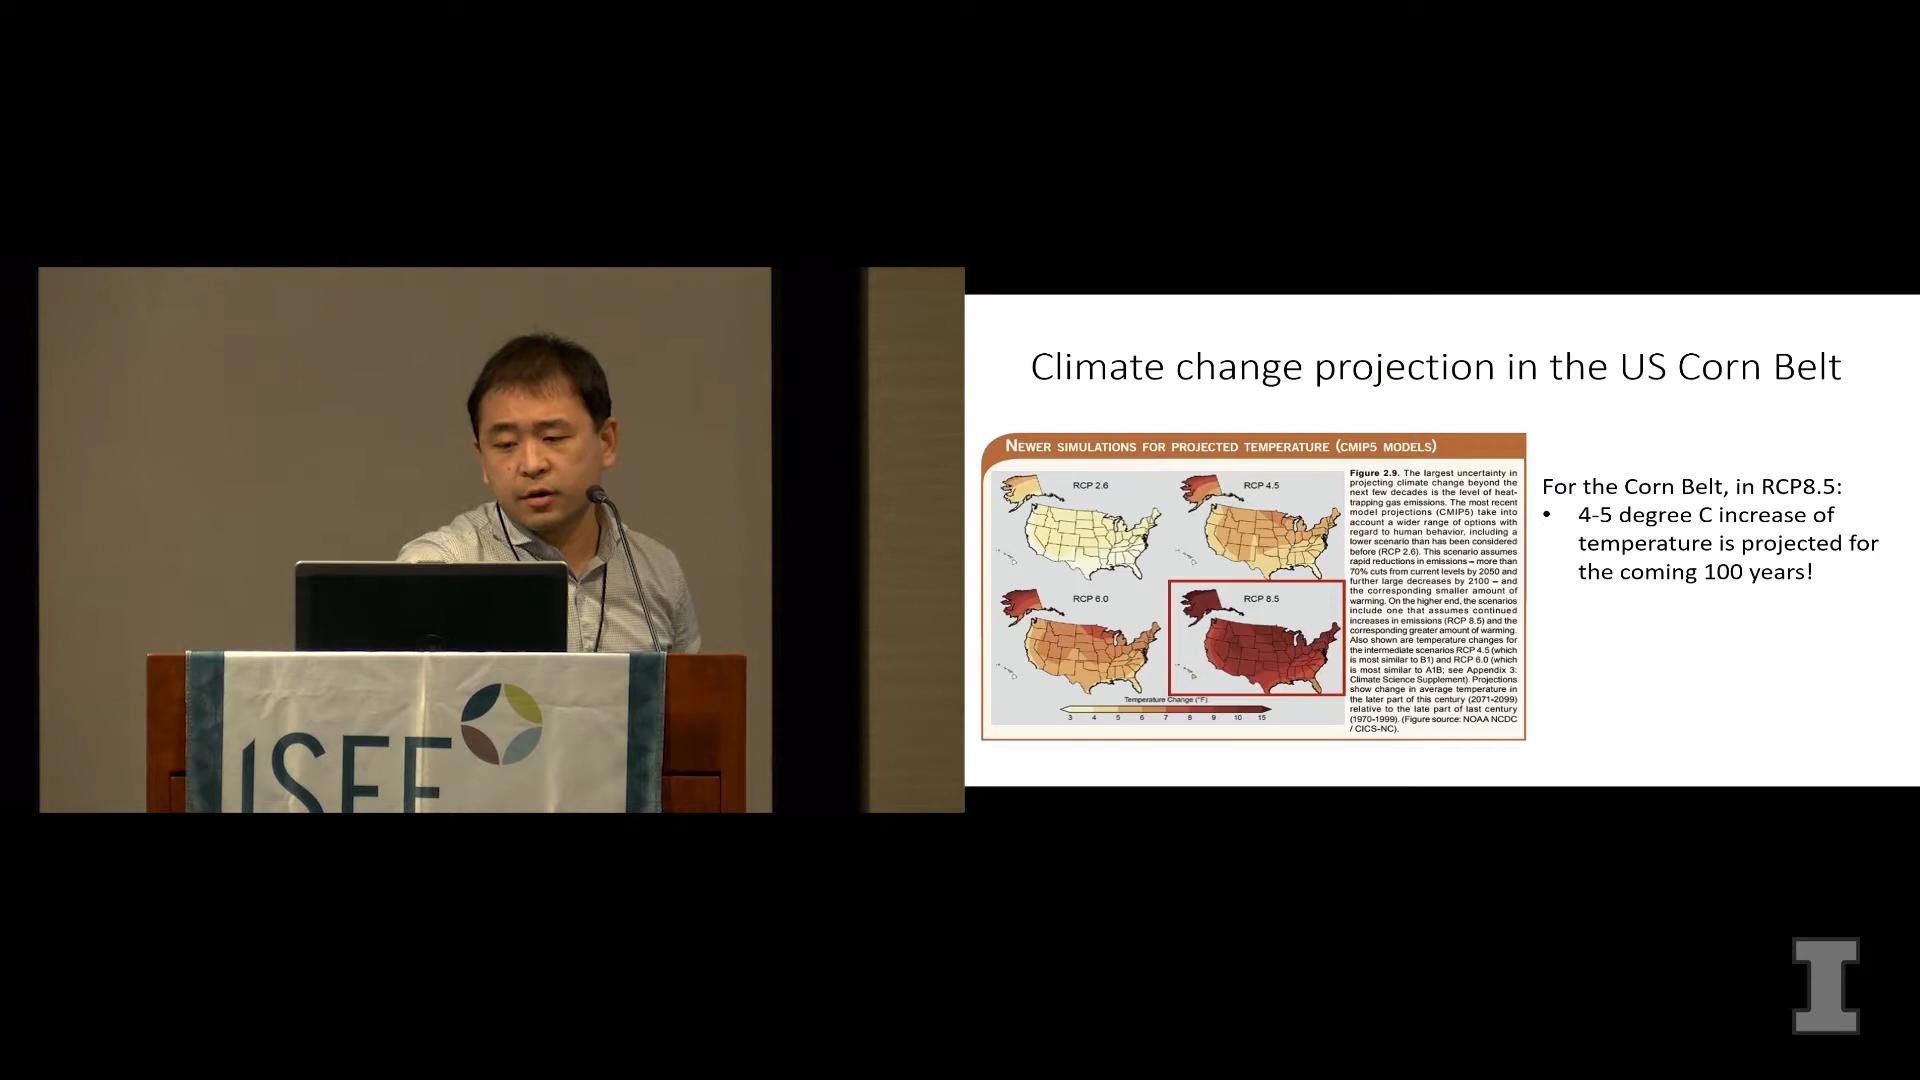 Climate change projection in the US Corn Belt
NEWER SIMULATIONS FOR PROJECTED TEMPERATURE (CMIP5 MODELS)
RCP 2.6
RCP 4.5
RCP 6.0
RCP 8.5
Temperature Change (°F)
3 4 5 6 7 8 9 10 15
Figure 2.9. The largest uncertainty in
projecting climate change beyond the
next few decades is the level of heat-
trapping gas emissions. The most recent
model projections (CMIP5) take into
account a wider range of options with
regard to human behavior, including a
lower scenario than has been considered
before (RCP 2.6). This scenario assumes
rapid reductions in emissions – more than
70% cuts from current levels by 2050 and
further large decreases by 2100 – and
the corresponding smaller amount of
warming. On the higher end, the scenarios
include one that assumes continued
increases in emissions (RCP 8.5) and the
corresponding greater amount of warming.
Also shown are temperature changes for
the intermediate scenarios RCP 4.5 (which
is most similar to B1) and RCP 6.0 (which
is most similar to A1B; see Appendix 3:
Climate Science Supplement). Projections
show change in average temperature in
the later part of this century (2071-2099)
relative to the late part of last century
(1970-1999). (Figure source: NOAA NCDC
/ CICS-NC).
For the Corn Belt, in RCP8.5:
• 4-5 degree C increase of
temperature is projected for
the coming 100 years!
ISEE
I